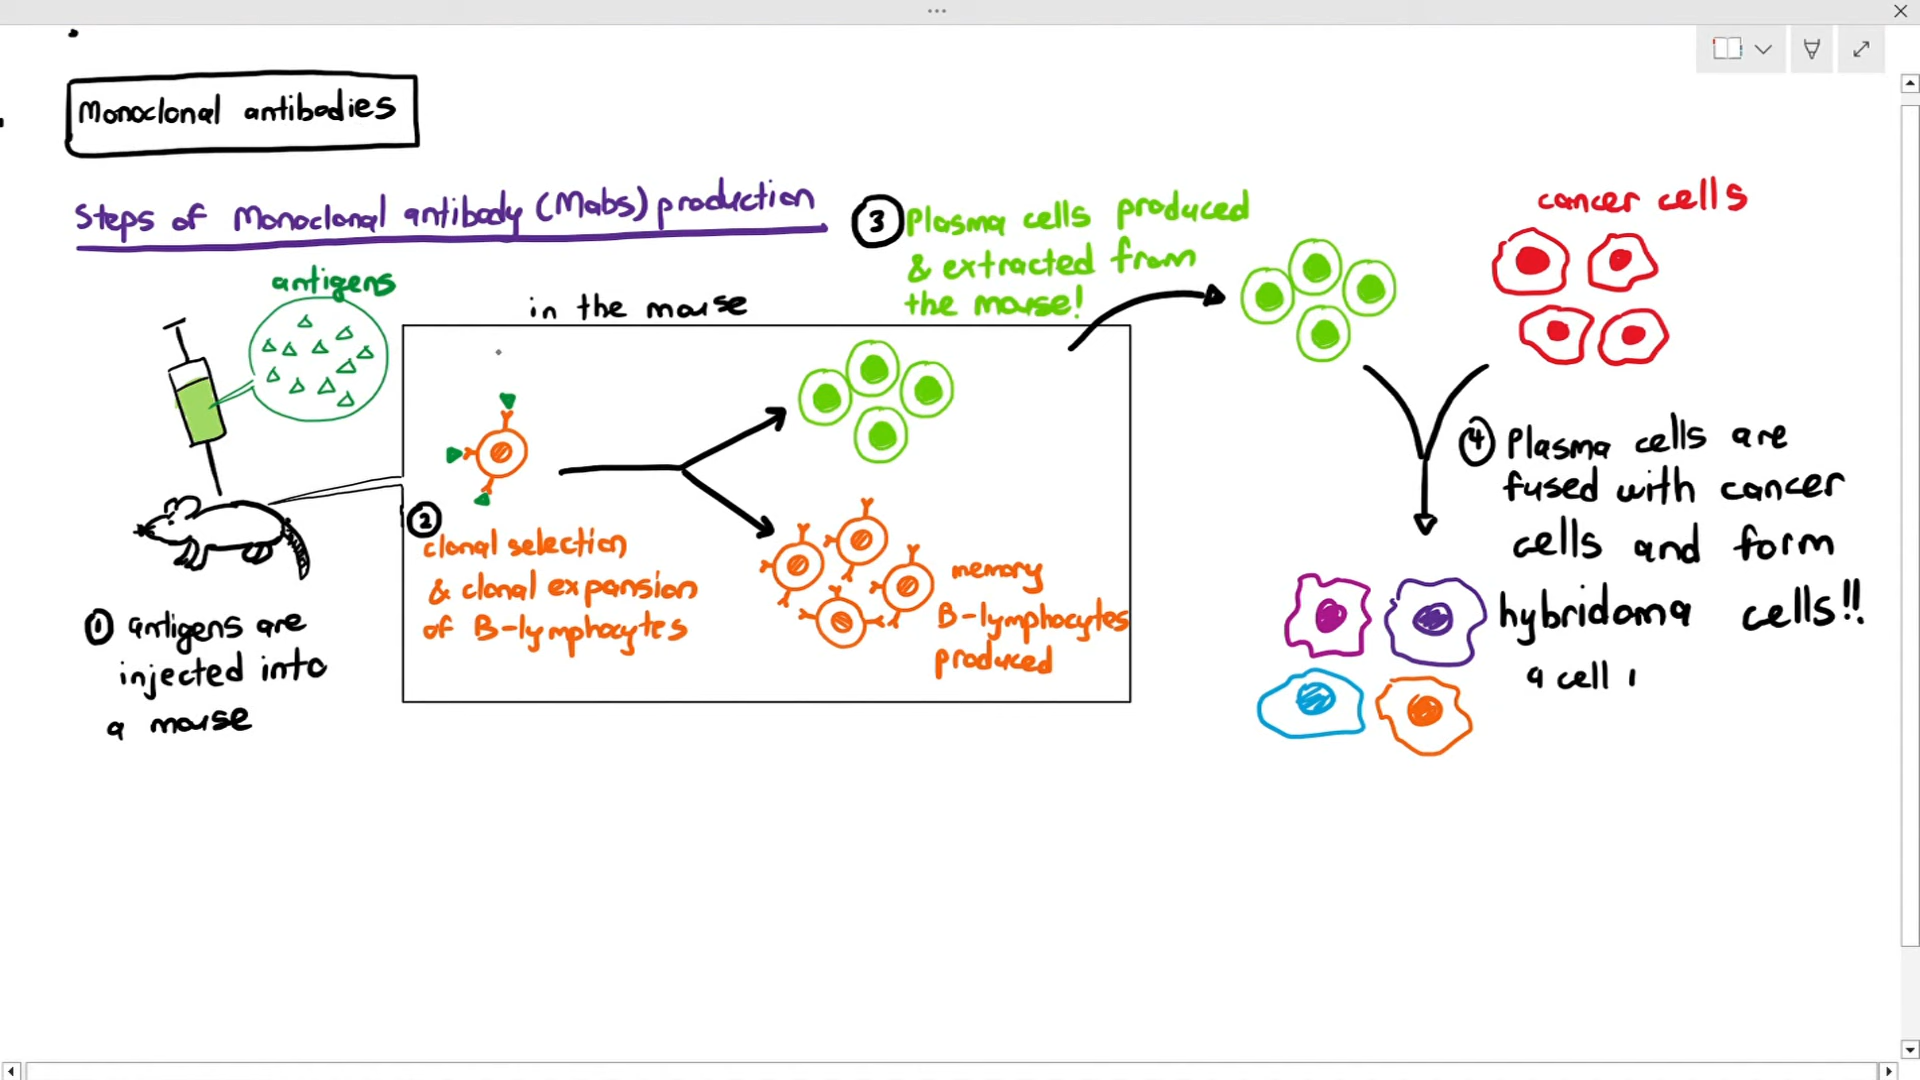 Monoclonal antibodies
Steps of Monoclonal antibody (Mabs) production
antigens
① antigens are
injected into
a mouse
in the mouse
② clonal selection
& clonal expansion
of B-lymphocytes
memory
B-lymphocytes
produced
③ Plasma cells produced
& extracted from
the mouse!
cancer cells
④ Plasma cells are
fused with cancer
cells and form
hybridoma cells!!
a cell